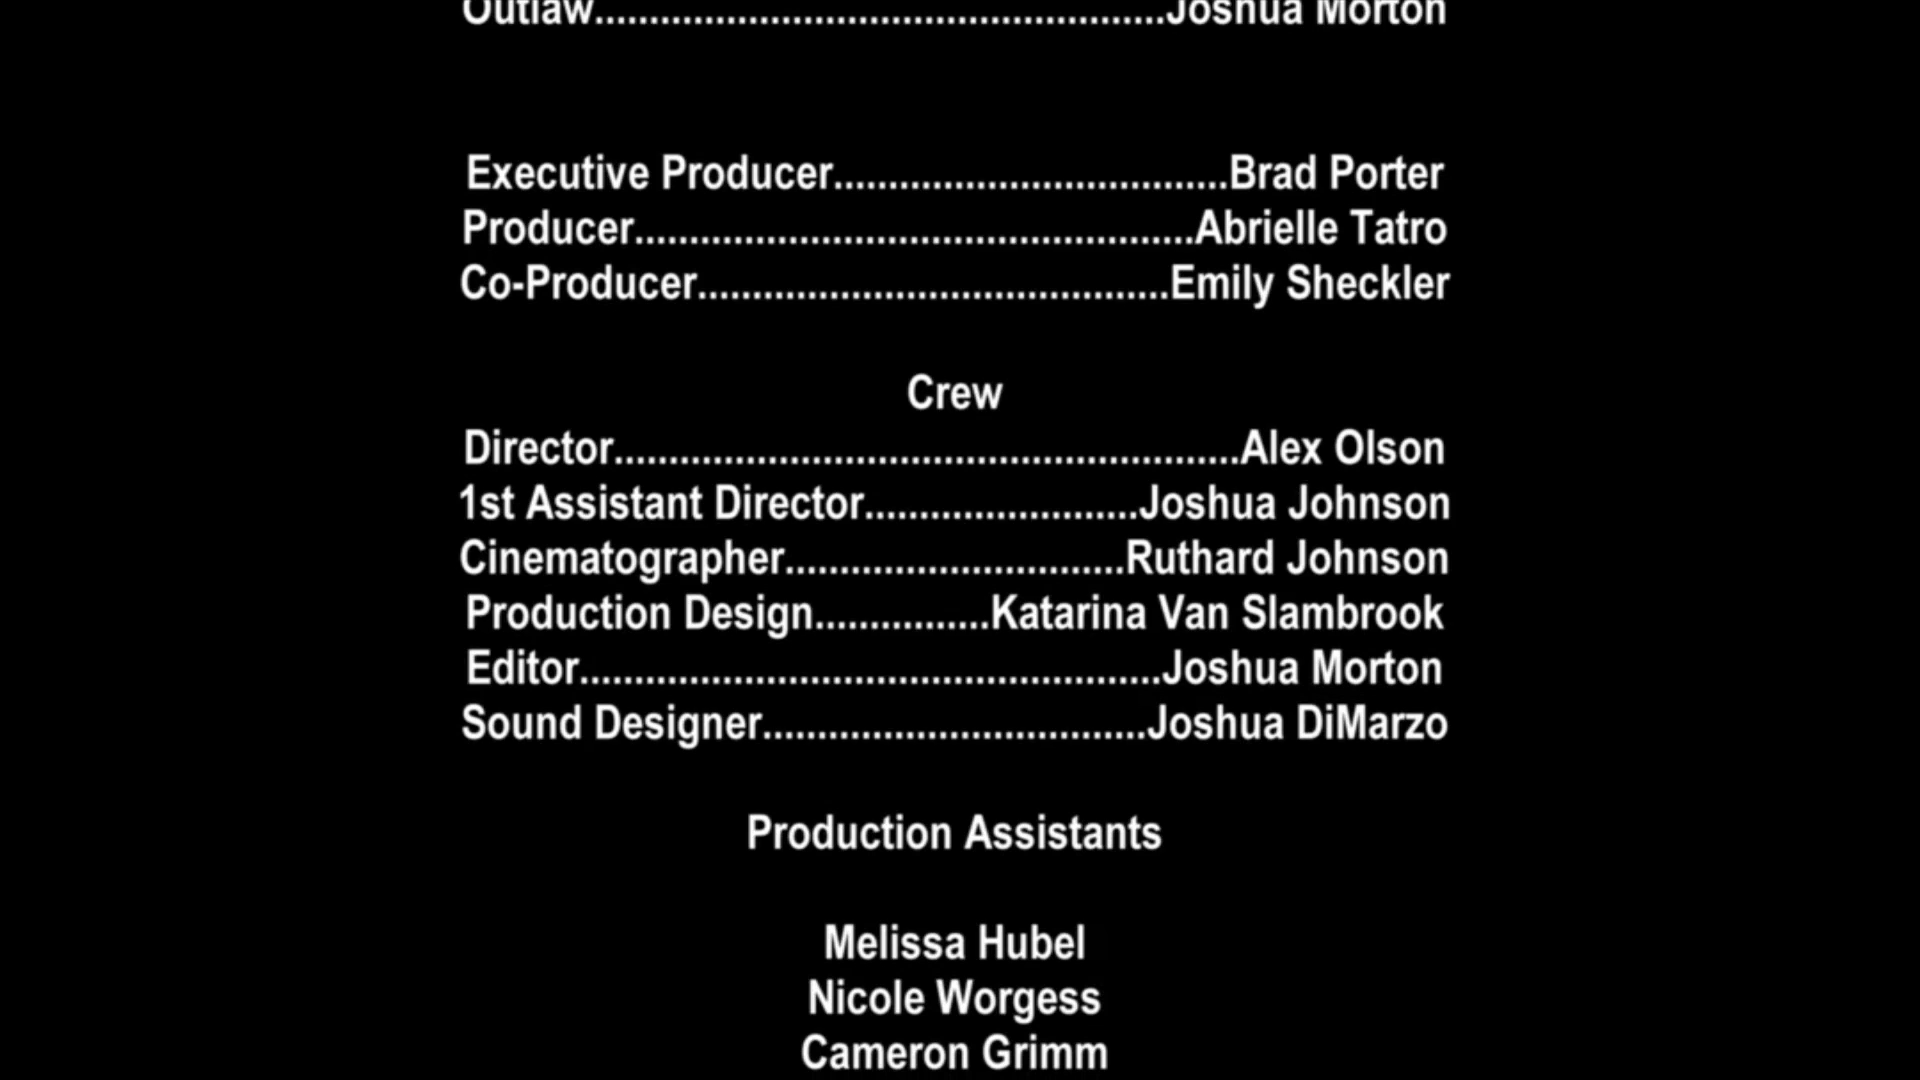 Outlaw....................................................Joshua Morton
Executive Producer....................................Brad Porter
Producer...................................................Abrielle Tatro
Co-Producer...........................................Emily Sheckler
Crew
Director.........................................................Alex Olson
1st Assistant Director.........................Joshua Johnson
Cinematographer...............................Ruthard Johnson
Production Design................Katarina Van Slambrook
Editor.....................................................Joshua Morton
Sound Designer...................................Joshua DiMarzo
Production Assistants
Melissa Hubel
Nicole Worgess
Cameron Grimm